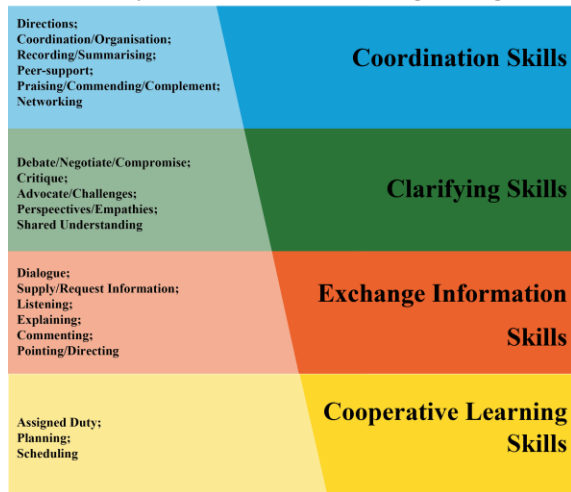 Directions;
Coordination/Organisation;
Recording/Summarising;
Peer-support;
Praising/Commending/Complement;
Networking
Coordination Skills
Debate/Negotiate/Compromise;
Critique;
Advocate/Challenges;
Perspeectives/Empathies;
Shared Understanding
Clarifying Skills
Dialogue;
Supply/Request Information;
Listening;
Explaining;
Commenting;
Pointing/Directing
Exchange Information
Skills
Assigned Duty;
Planning;
Scheduling
Cooperative Learning
Skills